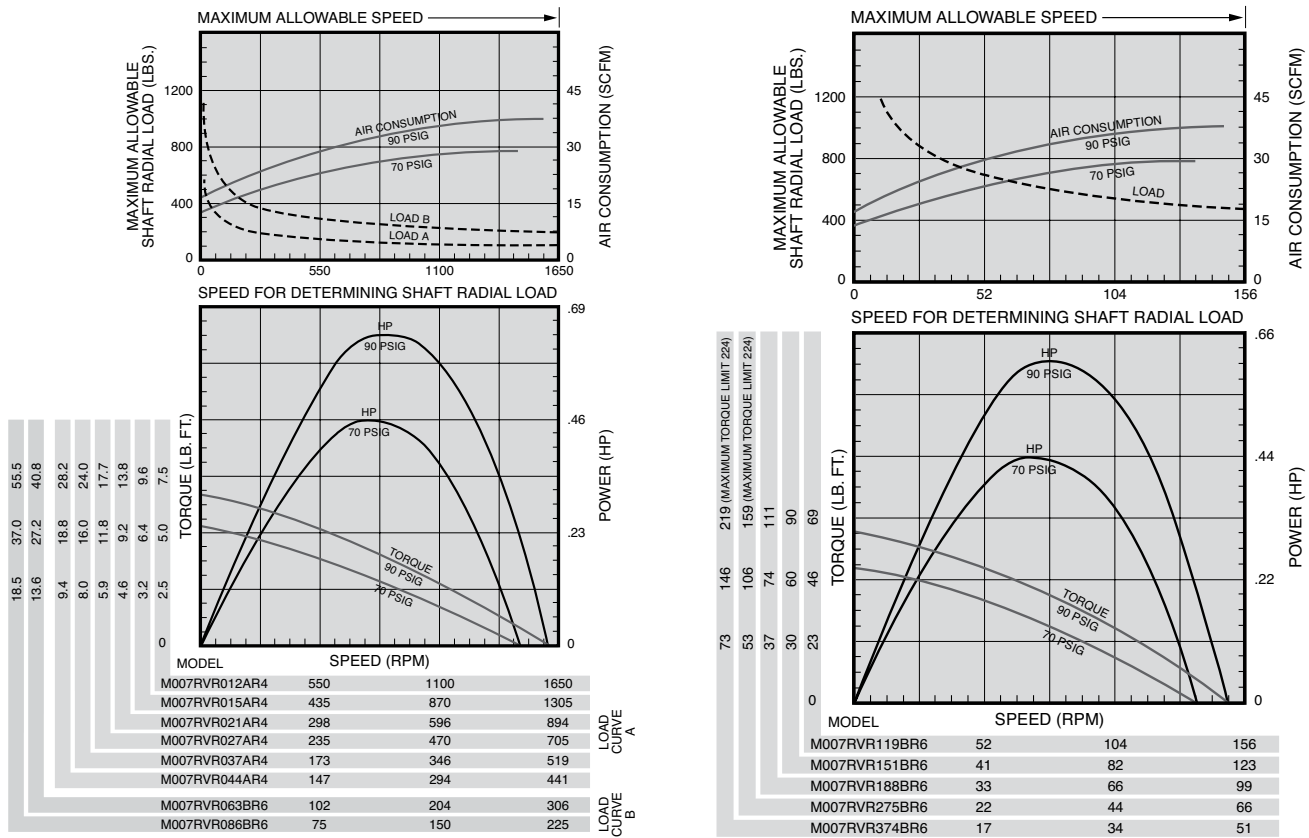 MAXIMUM ALLOWABLE SPEED
MAXIMUM ALLOWABLE
SHAFT RADIAL LOAD (LBS.)
1200
800
400
0
AIR CONSUMPTION
90 PSIG
70 PSIG
LOAD B
LOAD A
45
30
15
0
AIR CONSUMPTION (SCFM)
0 550 1100 1650
SPEED FOR DETERMINING SHAFT RADIAL LOAD
HP
90 PSIG
HP
70 PSIG
TORQUE
90 PSIG
70 PSIG
.69
.46
.23
0
POWER (HP)
TORQUE (LB. FT.)
55.5 40.8 28.2 24.0 17.7 13.8 9.6 7.5
37.0 27.2 18.8 16.0 11.8 9.2 6.4 5.0
18.5 13.6 9.4 8.0 5.9 4.6 3.2 2.5
0
MODEL SPEED (RPM)
M007RVR012AR4 550 1100 1650
M007RVR015AR4 435 870 1305
M007RVR021AR4 298 596 894
M007RVR027AR4 235 470 705
M007RVR037AR4 173 346 519
M007RVR044AR4 147 294 441
LOAD
CURVE
A
M007RVR063BR6 102 204 306
M007RVR086BR6 75 150 225
LOAD
CURVE
B
MAXIMUM ALLOWABLE SPEED
MAXIMUM ALLOWABLE
SHAFT RADIAL LOAD (LBS.)
1200
800
400
0
AIR CONSUMPTION
90 PSIG
70 PSIG
LOAD
45
30
15
0
AIR CONSUMPTION (SCFM)
0 52 104 156
SPEED FOR DETERMINING SHAFT RADIAL LOAD
HP
90 PSIG
HP
70 PSIG
TORQUE
90 PSIG
70 PSIG
.66
.44
.22
0
POWER (HP)
TORQUE (LB. FT.)
219 (MAXIMUM TORQUE LIMIT 224)
159 (MAXIMUM TORQUE LIMIT 224)
111 90 69
146 106 74 60 46
73 53 37 30 23
0
MODEL SPEED (RPM)
M007RVR119BR6 52 104 156
M007RVR151BR6 41 82 123
M007RVR188BR6 33 66 99
M007RVR275BR6 22 44 66
M007RVR374BR6 17 34 51